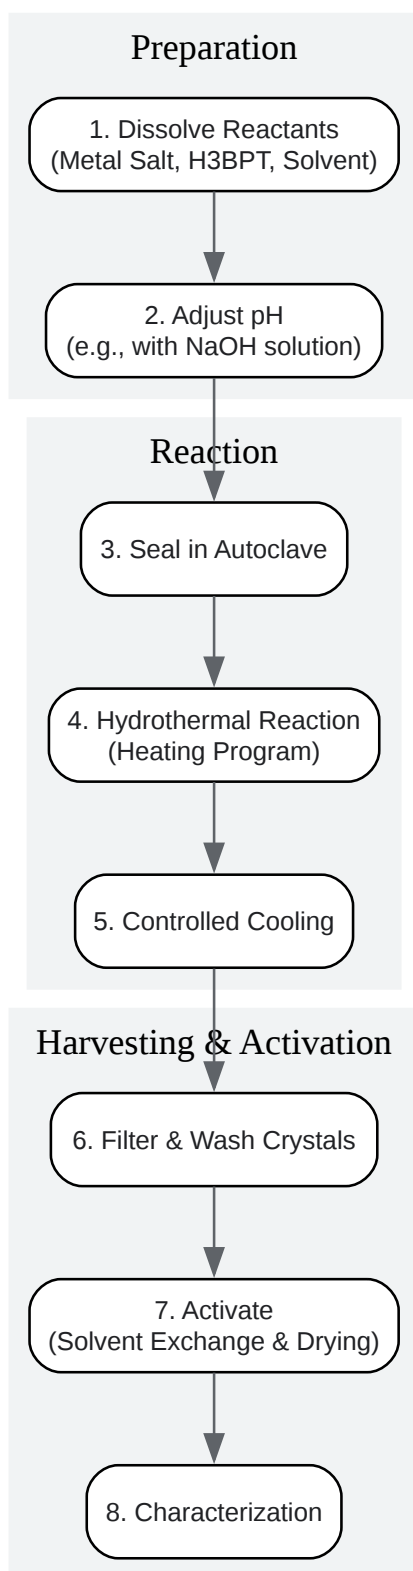 Preparation
1. Dissolve Reactants
(Metal Salt, H3BPT, Solvent)
2. Adjust pH
(e.g., with NaOH solution)
Reaction
3. Seal in Autoclave
4. Hydrothermal Reaction
(Heating Program)
5. Controlled Cooling
Harvesting & Activation
6. Filter & Wash Crystals
7. Activate
(Solvent Exchange & Drying)
8. Characterization